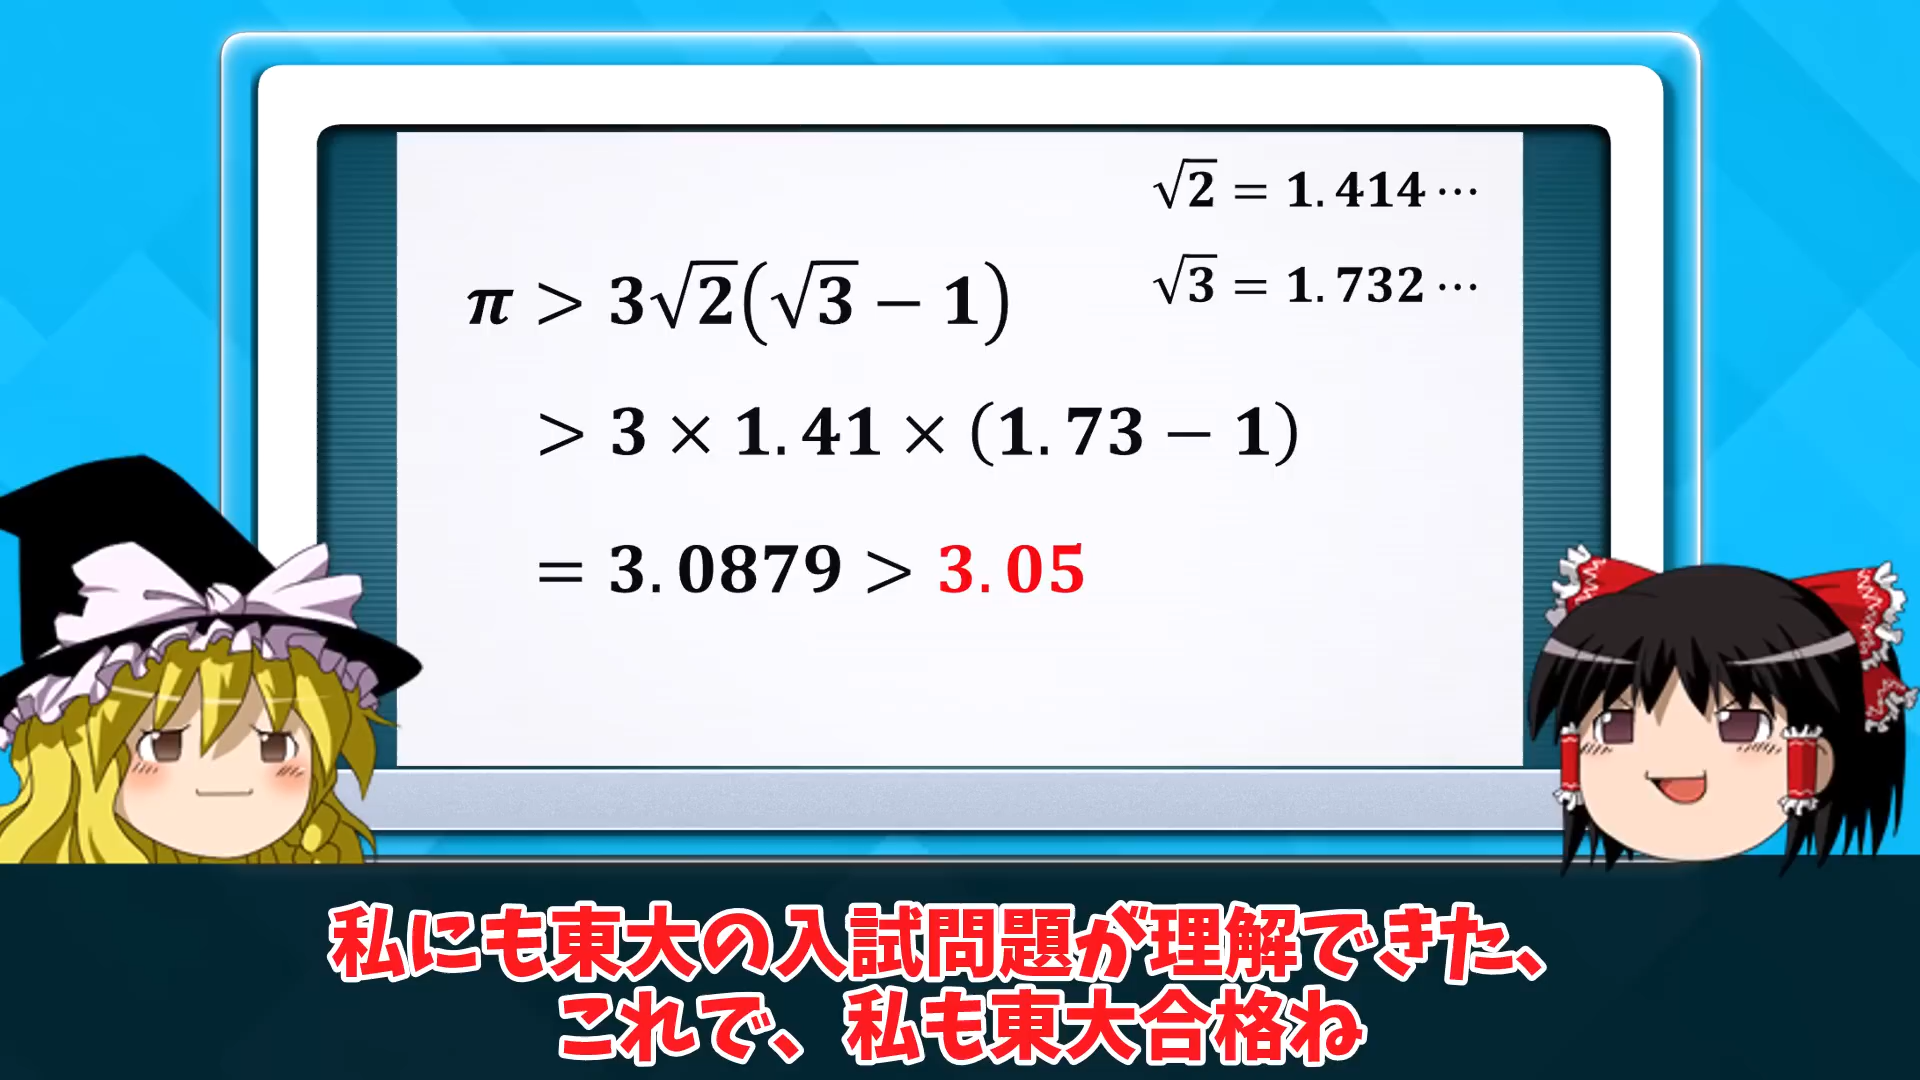 √2 = 1.414⋯
√3 = 1.732⋯
π > 3√2(√3 − 1)
> 3 × 1.41 × (1.73 − 1)
= 3.0879 > 3.05
私にも東大の入試問題が理解できた、
これで、私も東大合格ね